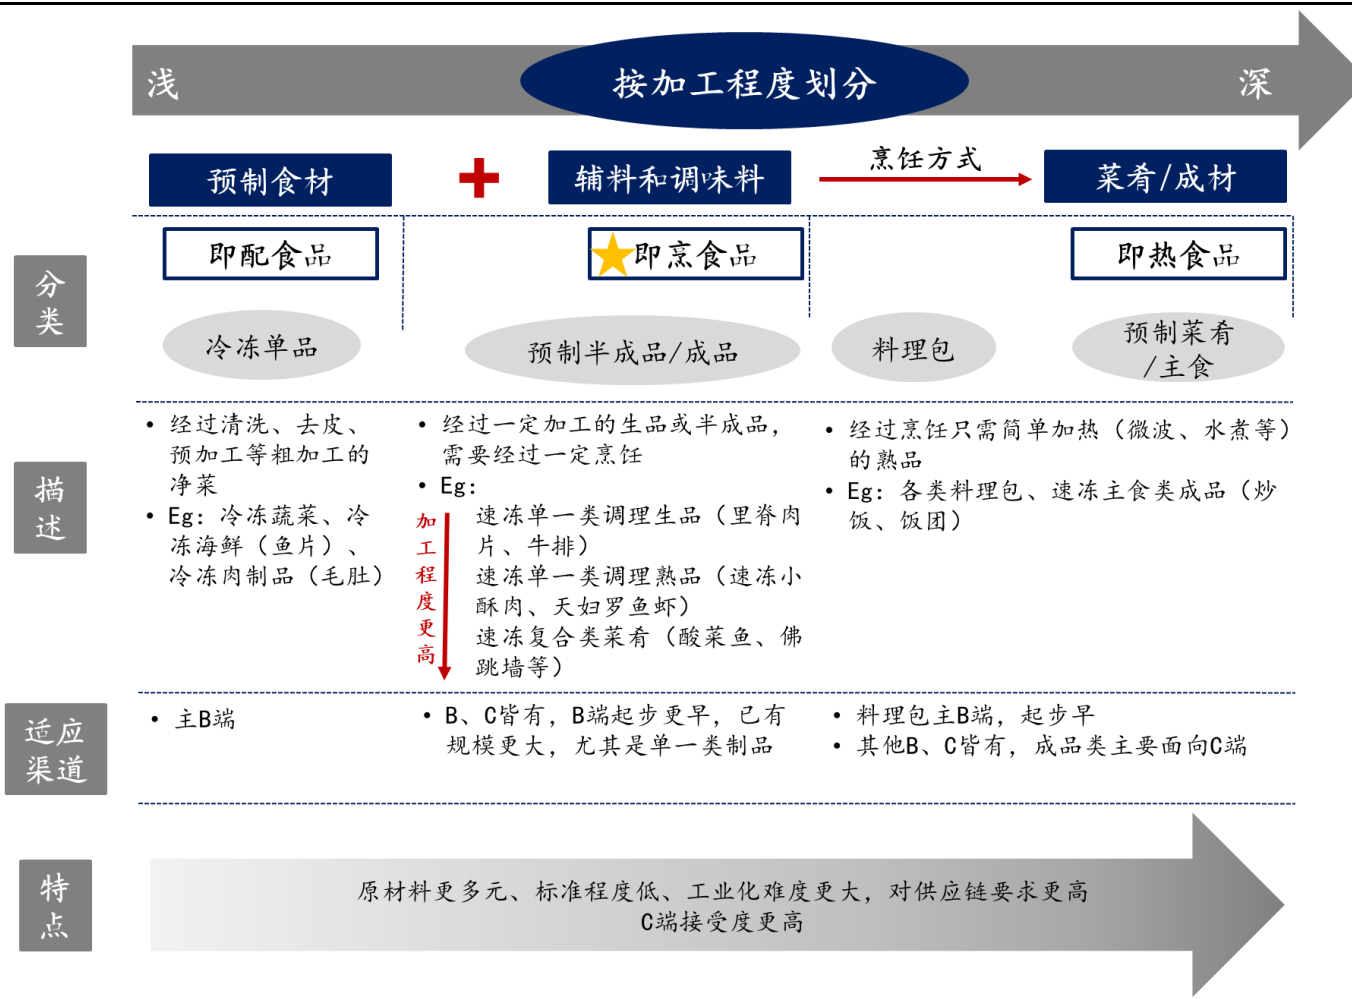 浅
按加工程度划分
深
预制食材
辅料和调味料
烹饪方式
菜肴/成材
分
类
即配食品
即烹食品
即热食品
冷冻单品
预制半成品/成品
料理包
预制菜肴
/主食
描
述
• 经过清洗、去皮、
预加工等粗加工的
净菜
• Eg：冷冻蔬菜、冷
冻海鲜（鱼片）、
冷冻肉制品（毛肚）
• 经过一定加工的生品或半成品，
需要经过一定烹饪
• Eg：
加
工
程
度
更
高
速冻单一类调理生品（里脊肉
片、牛排）
速冻单一类调理熟品（速冻小
酥肉、天妇罗鱼虾）
速冻复合类菜肴（酸菜鱼、佛
跳墙等）
• 经过烹饪只需简单加热（微波、水煮等）
的熟品
• Eg：各类料理包、速冻主食类成品（炒
饭、饭团）
适应
渠道
• 主B端
• B、C皆有，B端起步更早，已有
规模更大，尤其是单一类制品
• 料理包主B端，起步早
• 其他B、C皆有，成品类主要面向C端
特
点
原材料更多元、标准程度低、工业化难度更大，对供应链要求更高
C端接受度更高